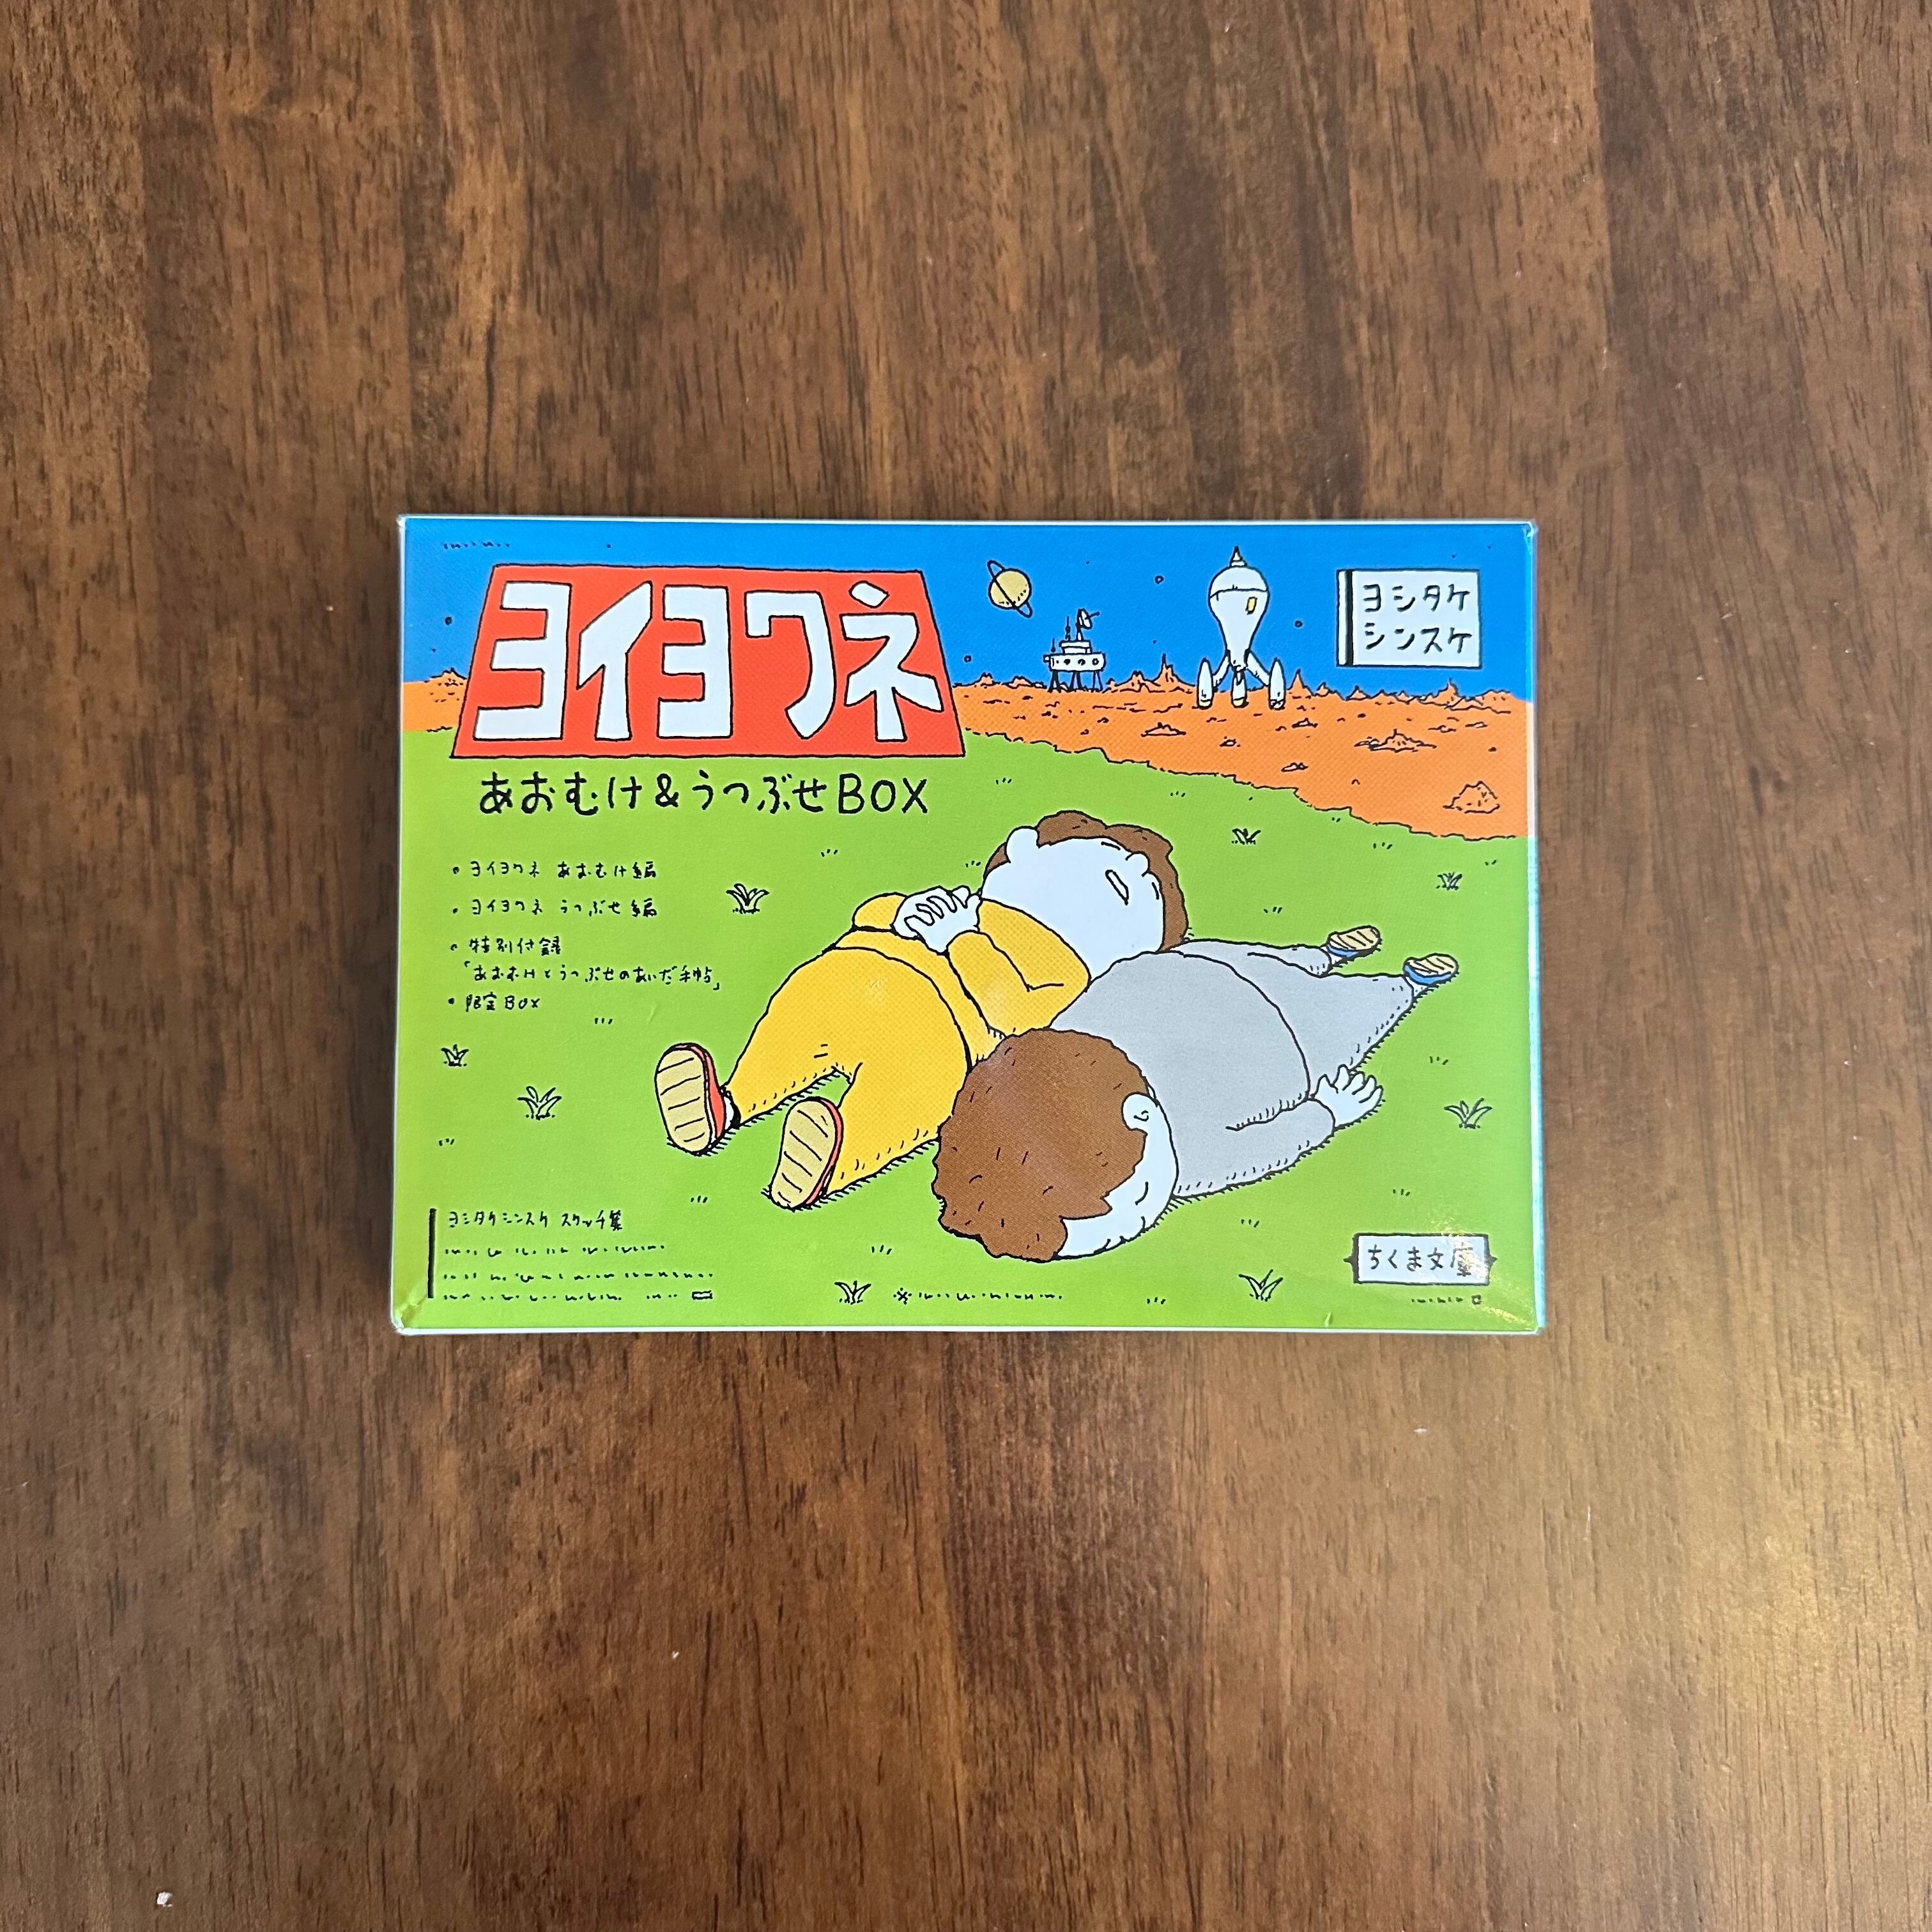 ヨイヨワネ
ヨシタケ
シンスケ
あおむけ&うつぶせBOX
• ヨイヨワネ あおむけ編
• ヨイヨワネ うつぶせ編
• 特別付録
「あおむけとうつぶせのあいだ手帖」
• 限定BOX
ヨシタケシンスケ スケッチ集
ちくま文庫